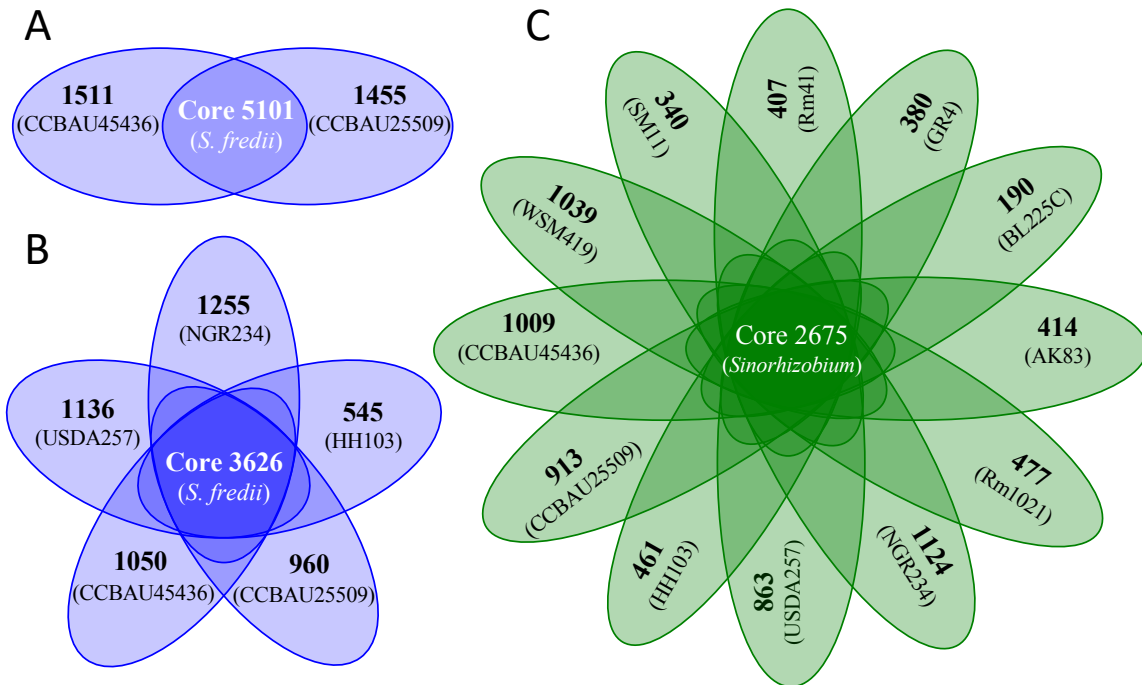 A
1511
(CCBAU45436)
Core 5101
(S. fredii)
1455
(CCBAU25509)
B
1255
(NGR234)
545
(HH103)
960
(CCBAU25509)
1050
(CCBAU45436)
1136
(USDA257)
Core 3626
(S. fredii)
C
407
(Rm41)
380
(GR4)
190
(BL225C)
414
(AK83)
477
(Rm1021)
1124
(NGR234)
863
(USDA257)
461
(HH103)
913
(CCBAU25509)
1009
(CCBAU45436)
1039
(WSM419)
340
(SM11)
Core 2675
(Sinorhizobium)